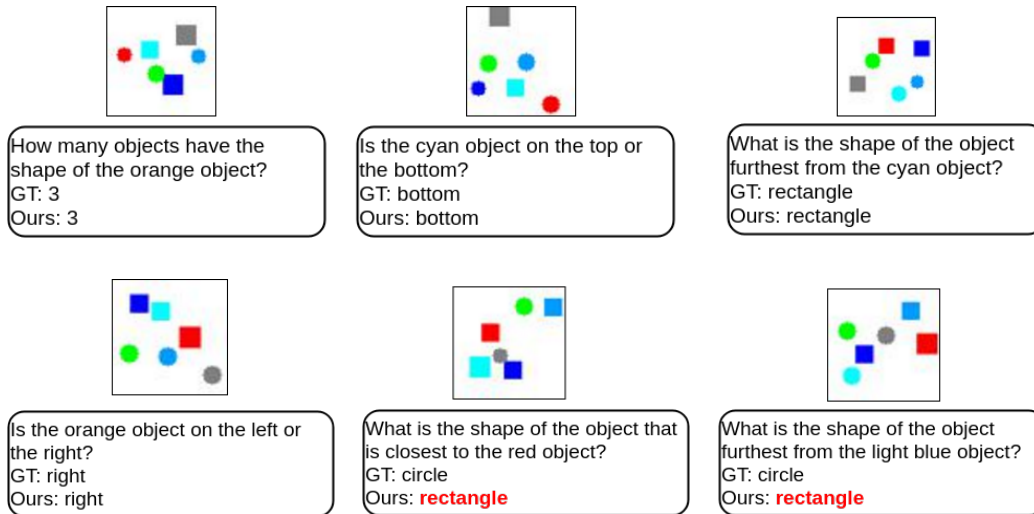 How many objects have the
shape of the orange object?
GT: 3
Ours: 3
Is the cyan object on the top or
the bottom?
GT: bottom
Ours: bottom
What is the shape of the object
furthest from the cyan object?
GT: rectangle
Ours: rectangle
Is the orange object on the left or
the right?
GT: right
Ours: right
What is the shape of the object that
is closest to the red object?
GT: circle
Ours: rectangle
What is the shape of the object
furthest from the light blue object?
GT: circle
Ours: rectangle